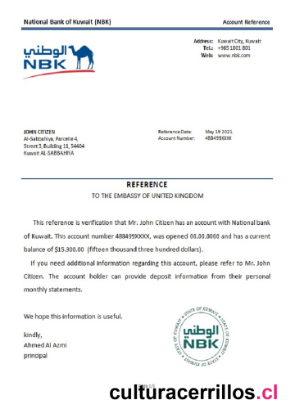 National Bank of Kuwait (NBK) Account Reference
الوطني
NBK
Address: Kuwait City, Kuwait
Tel.: +965 1801 801
Web: www.nbk.com
JOHN CITIZEN
Al-Sabbahiya, Parcelle 4,
Street 3, Building 11, 54404
Kuwait AL-SABBAHIYA
Reference Date: May 19 2021
Account Number: 488499XXXX
REFERENCE
TO THE EMBASSY OF UNITED KINGDOM
This reference is verification that Mr. John Citizen has an account with National bank
of Kuwait. This account number 488499XXXX, was opened 00.00.0000 and has a current
balance of $15.300.00 (fifteen thousand three hundred dollars).
If you need additional information regarding this account, please refer to Mr. John
Citizen. The account holder can provide deposit information from their personal
monthly statements.
We hope this information is useful.
kindly,
Ahmed Al Azmi
principal
STATE OF KUWAIT
الوطني
NBK
culturacerrillos.cl